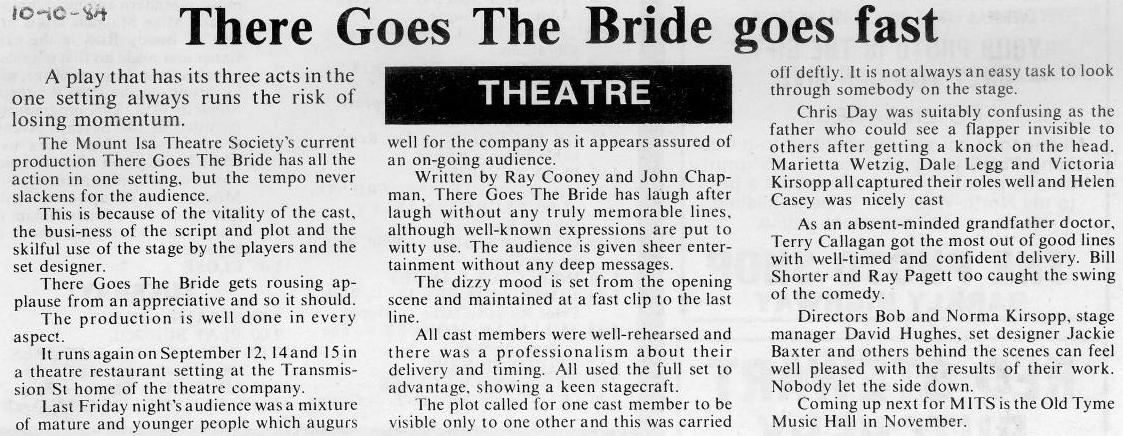 10-10-84
There Goes The Bride goes fast
A play that has its three acts in the
one setting always runs the risk of
losing momentum.
The Mount Isa Theatre Society's current
production There Goes The Bride has all the
action in one setting, but the tempo never
slackens for the audience.
This is because of the vitality of the cast,
the busi-ness of the script and plot and the
skilful use of the stage by the players and the
set designer.
There Goes The Bride gets rousing ap-
plause from an appreciative and so it should.
The production is well done in every
aspect.
It runs again on September 12, 14 and 15 in
a theatre restaurant setting at the Transmis-
sion St home of the theatre company.
Last Friday night's audience was a mixture
of mature and younger people which augurs
THEATRE
well for the company as it appears assured of
an on-going audience.
Written by Ray Cooney and John Chap-
man, There Goes The Bride has laugh after
laugh without any truly memorable lines,
although well-known expressions are put to
witty use. The audience is given sheer enter-
tainment without any deep messages.
The dizzy mood is set from the opening
scene and maintained at a fast clip to the last
line.
All cast members were well-rehearsed and
there was a professionalism about their
delivery and timing. All used the full set to
advantage, showing a keen stagecraft.
The plot called for one cast member to be
visible only to one other and this was carried
off deftly. It is not always an easy task to look
through somebody on the stage.
Chris Day was suitably confusing as the
father who could see a flapper invisible to
others after getting a knock on the head.
Marietta Wetzig, Dale Legg and Victoria
Kirsopp all captured their roles well and Helen
Casey was nicely cast
As an absent-minded grandfather doctor,
Terry Callagan got the most out of good lines
with well-timed and confident delivery. Bill
Shorter and Ray Pagett too caught the swing
of the comedy.
Directors Bob and Norma Kirsopp, stage
manager David Hughes, set designer Jackie
Baxter and others behind the scenes can feel
well pleased with the results of their work.
Nobody let the side down.
Coming up next for MITS is the Old Tyme
Music Hall in November.